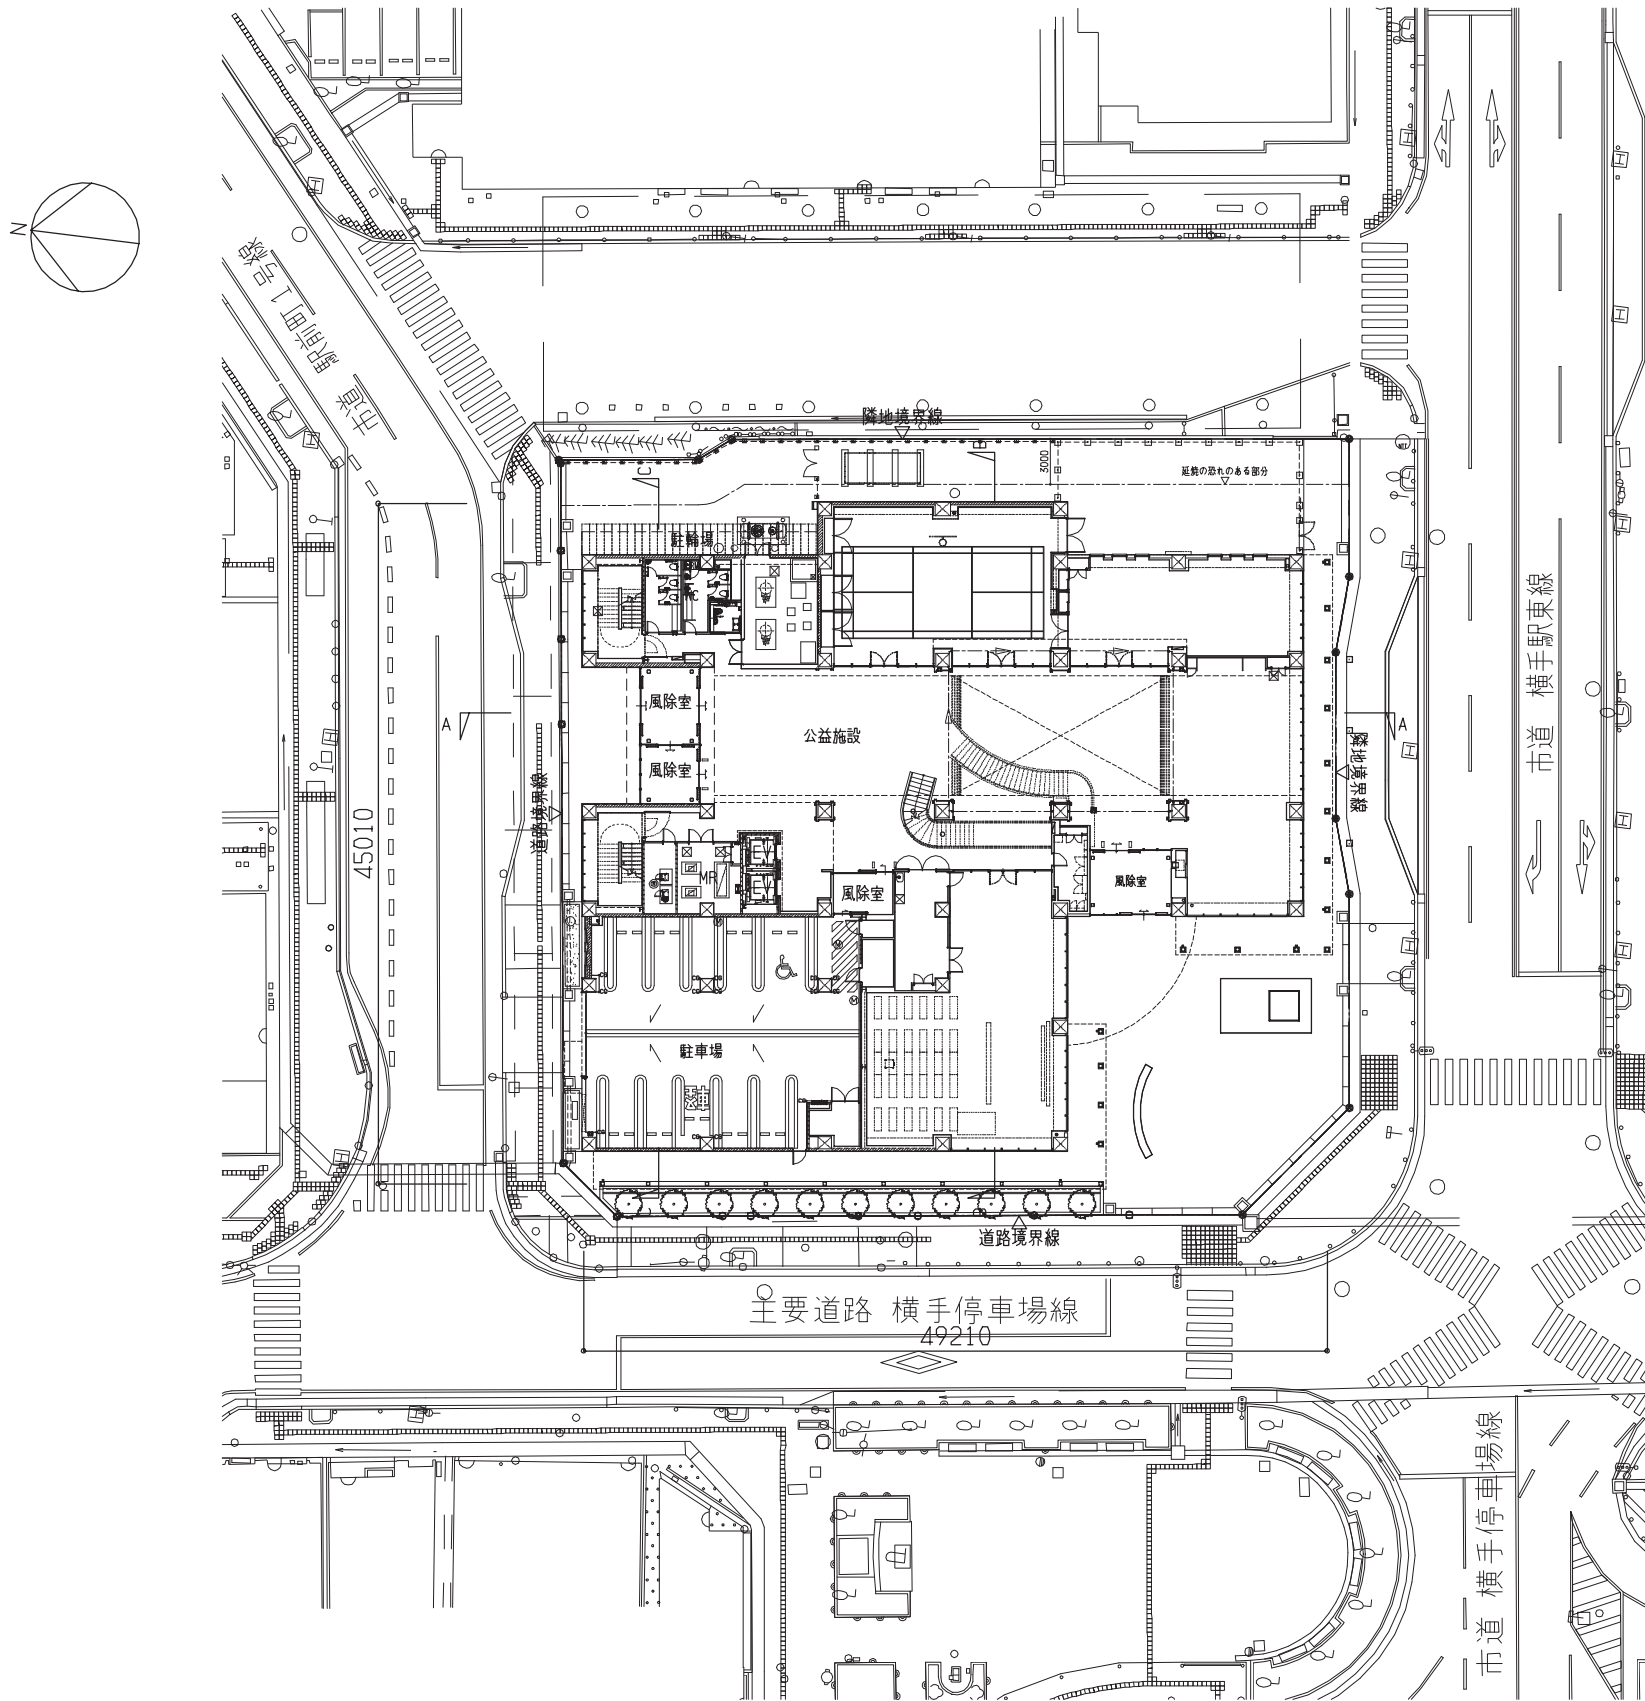 N
市道 駅前町1号線
隣地境界線
B
C
3000
延焼の恐れのある部分
駐輪場
WC
風除室
公益施設
A
A
市道 横手駅東線
隣地境界線
風除室
道路境界線
45010
EV
MR
EV
風除室
風除室
駐車場
道路境界線
主要道路 横手停車場線
49210
市道 横手停車場線